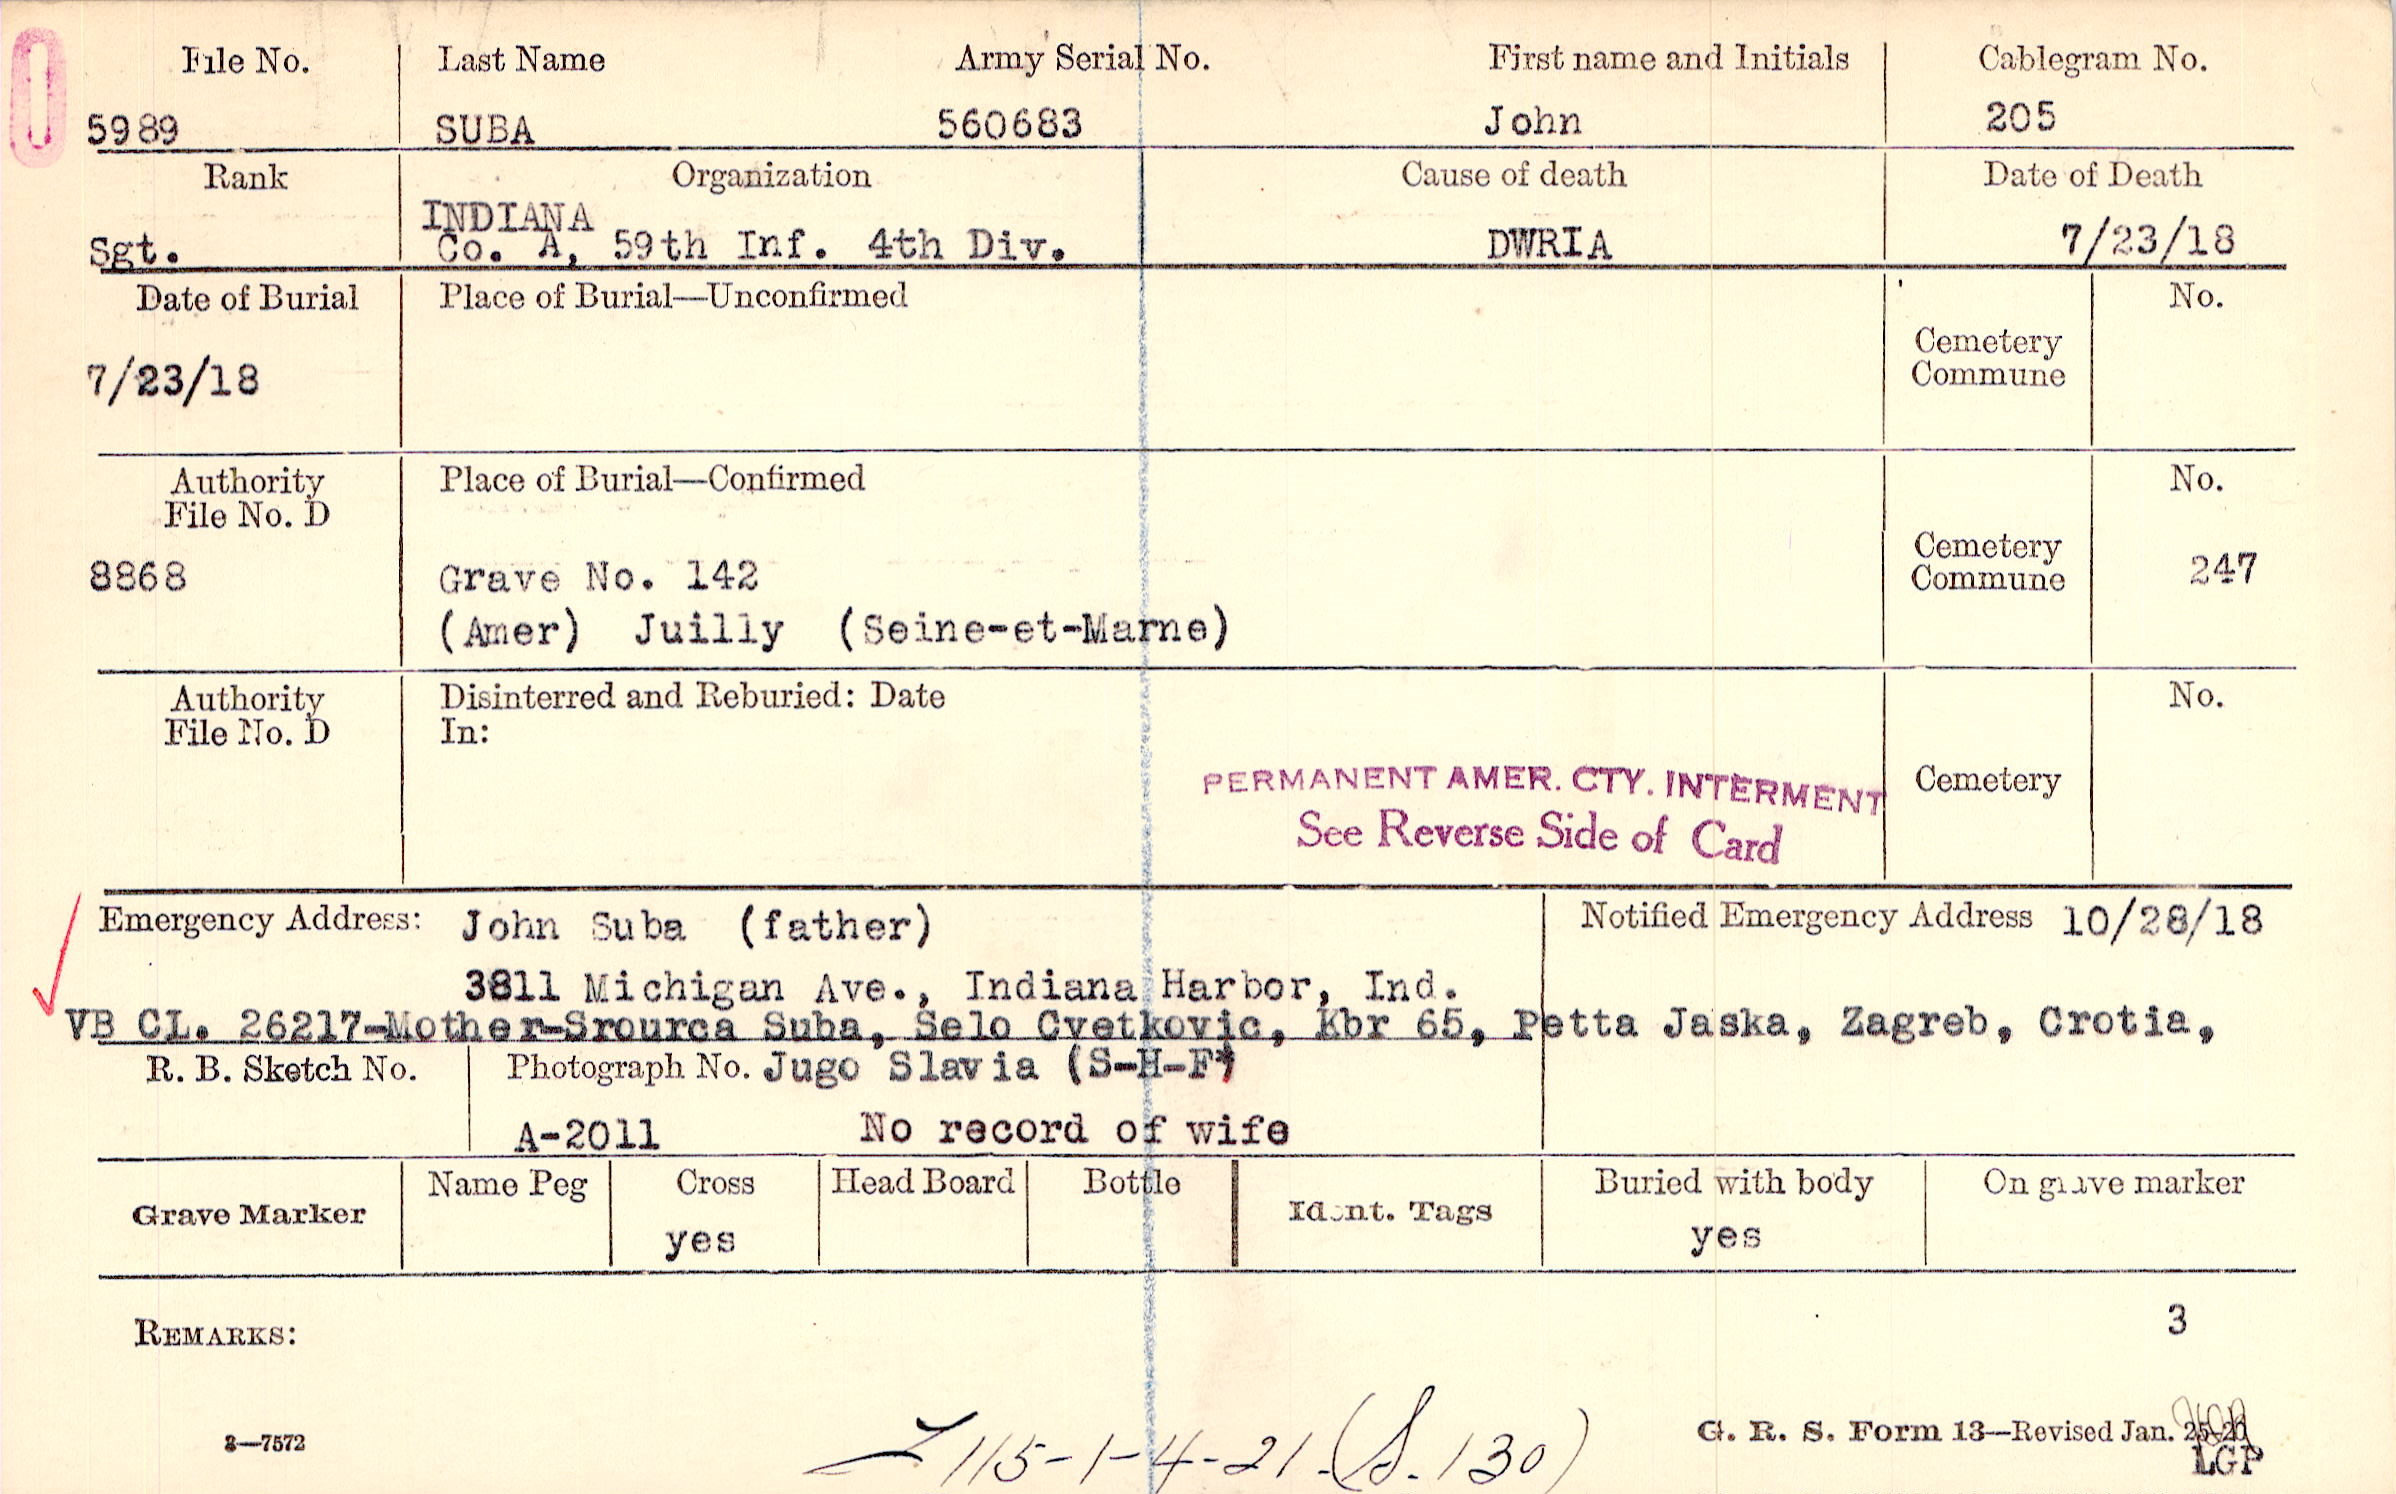 File No. Last Name Army Serial No. First name and Initials Cablegram No.
5989 SUBA 560683 John 205
Rank Organization Cause of death Date of Death
INDIANA
Sgt. Co. A, 59th Inf. 4th Div. DWRIA 7/23/18
Date of Burial Place of Burial—Unconfirmed No.
Cemetery
Commune
7/23/18
Authority Place of Burial—Confirmed No.
File No. D
Cemetery
8868 Grave No. 142 Commune 247
(Amer) Juilly (Seine-et-Marne)
Authority Disinterred and Reburied: Date No.
File No. D In:
PERMANENT AMER. CTY. INTERMENT Cemetery
See Reverse Side of Card
Emergency Address: John Suba (father) Notified Emergency Address 10/28/18
3811 Michigan Ave., Indiana Harbor, Ind.
VB CL. 26217-Mother-Srourca Suba, Selo Cvetkovic, Kbr 65, Petta Jaska, Zagreb, Crotia,
R. B. Sketch No. Photograph No. Jugo Slavia (S-H-F)
A-2011 No record of wife
Grave Marker Name Peg Cross Head Board Bottle Ident. Tags Buried with body On grave marker
yes yes
REMARKS: 3
115-1-4-21.(S.130)
3—7572 G. R. S. Form 13—Revised Jan. 25-20
LGP